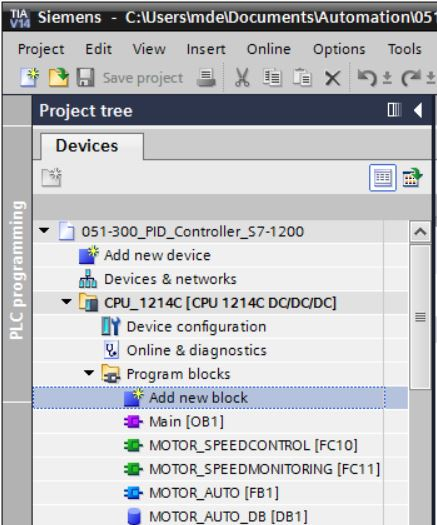 TIA V14 Siemens - C:\Users\mde\Documents\Automation\051
Project Edit View Insert Online Options Tools
Save project
Project tree
Devices
PLC programming
051-300_PID_Controller_S7-1200
Add new device
Devices & networks
CPU_1214C [CPU 1214C DC/DC/DC]
Device configuration
Online & diagnostics
Program blocks
Add new block
Main [OB1]
MOTOR_SPEEDCONTROL [FC10]
MOTOR_SPEEDMONITORING [FC11]
MOTOR_AUTO [FB1]
MOTOR_AUTO_DB [DB1]